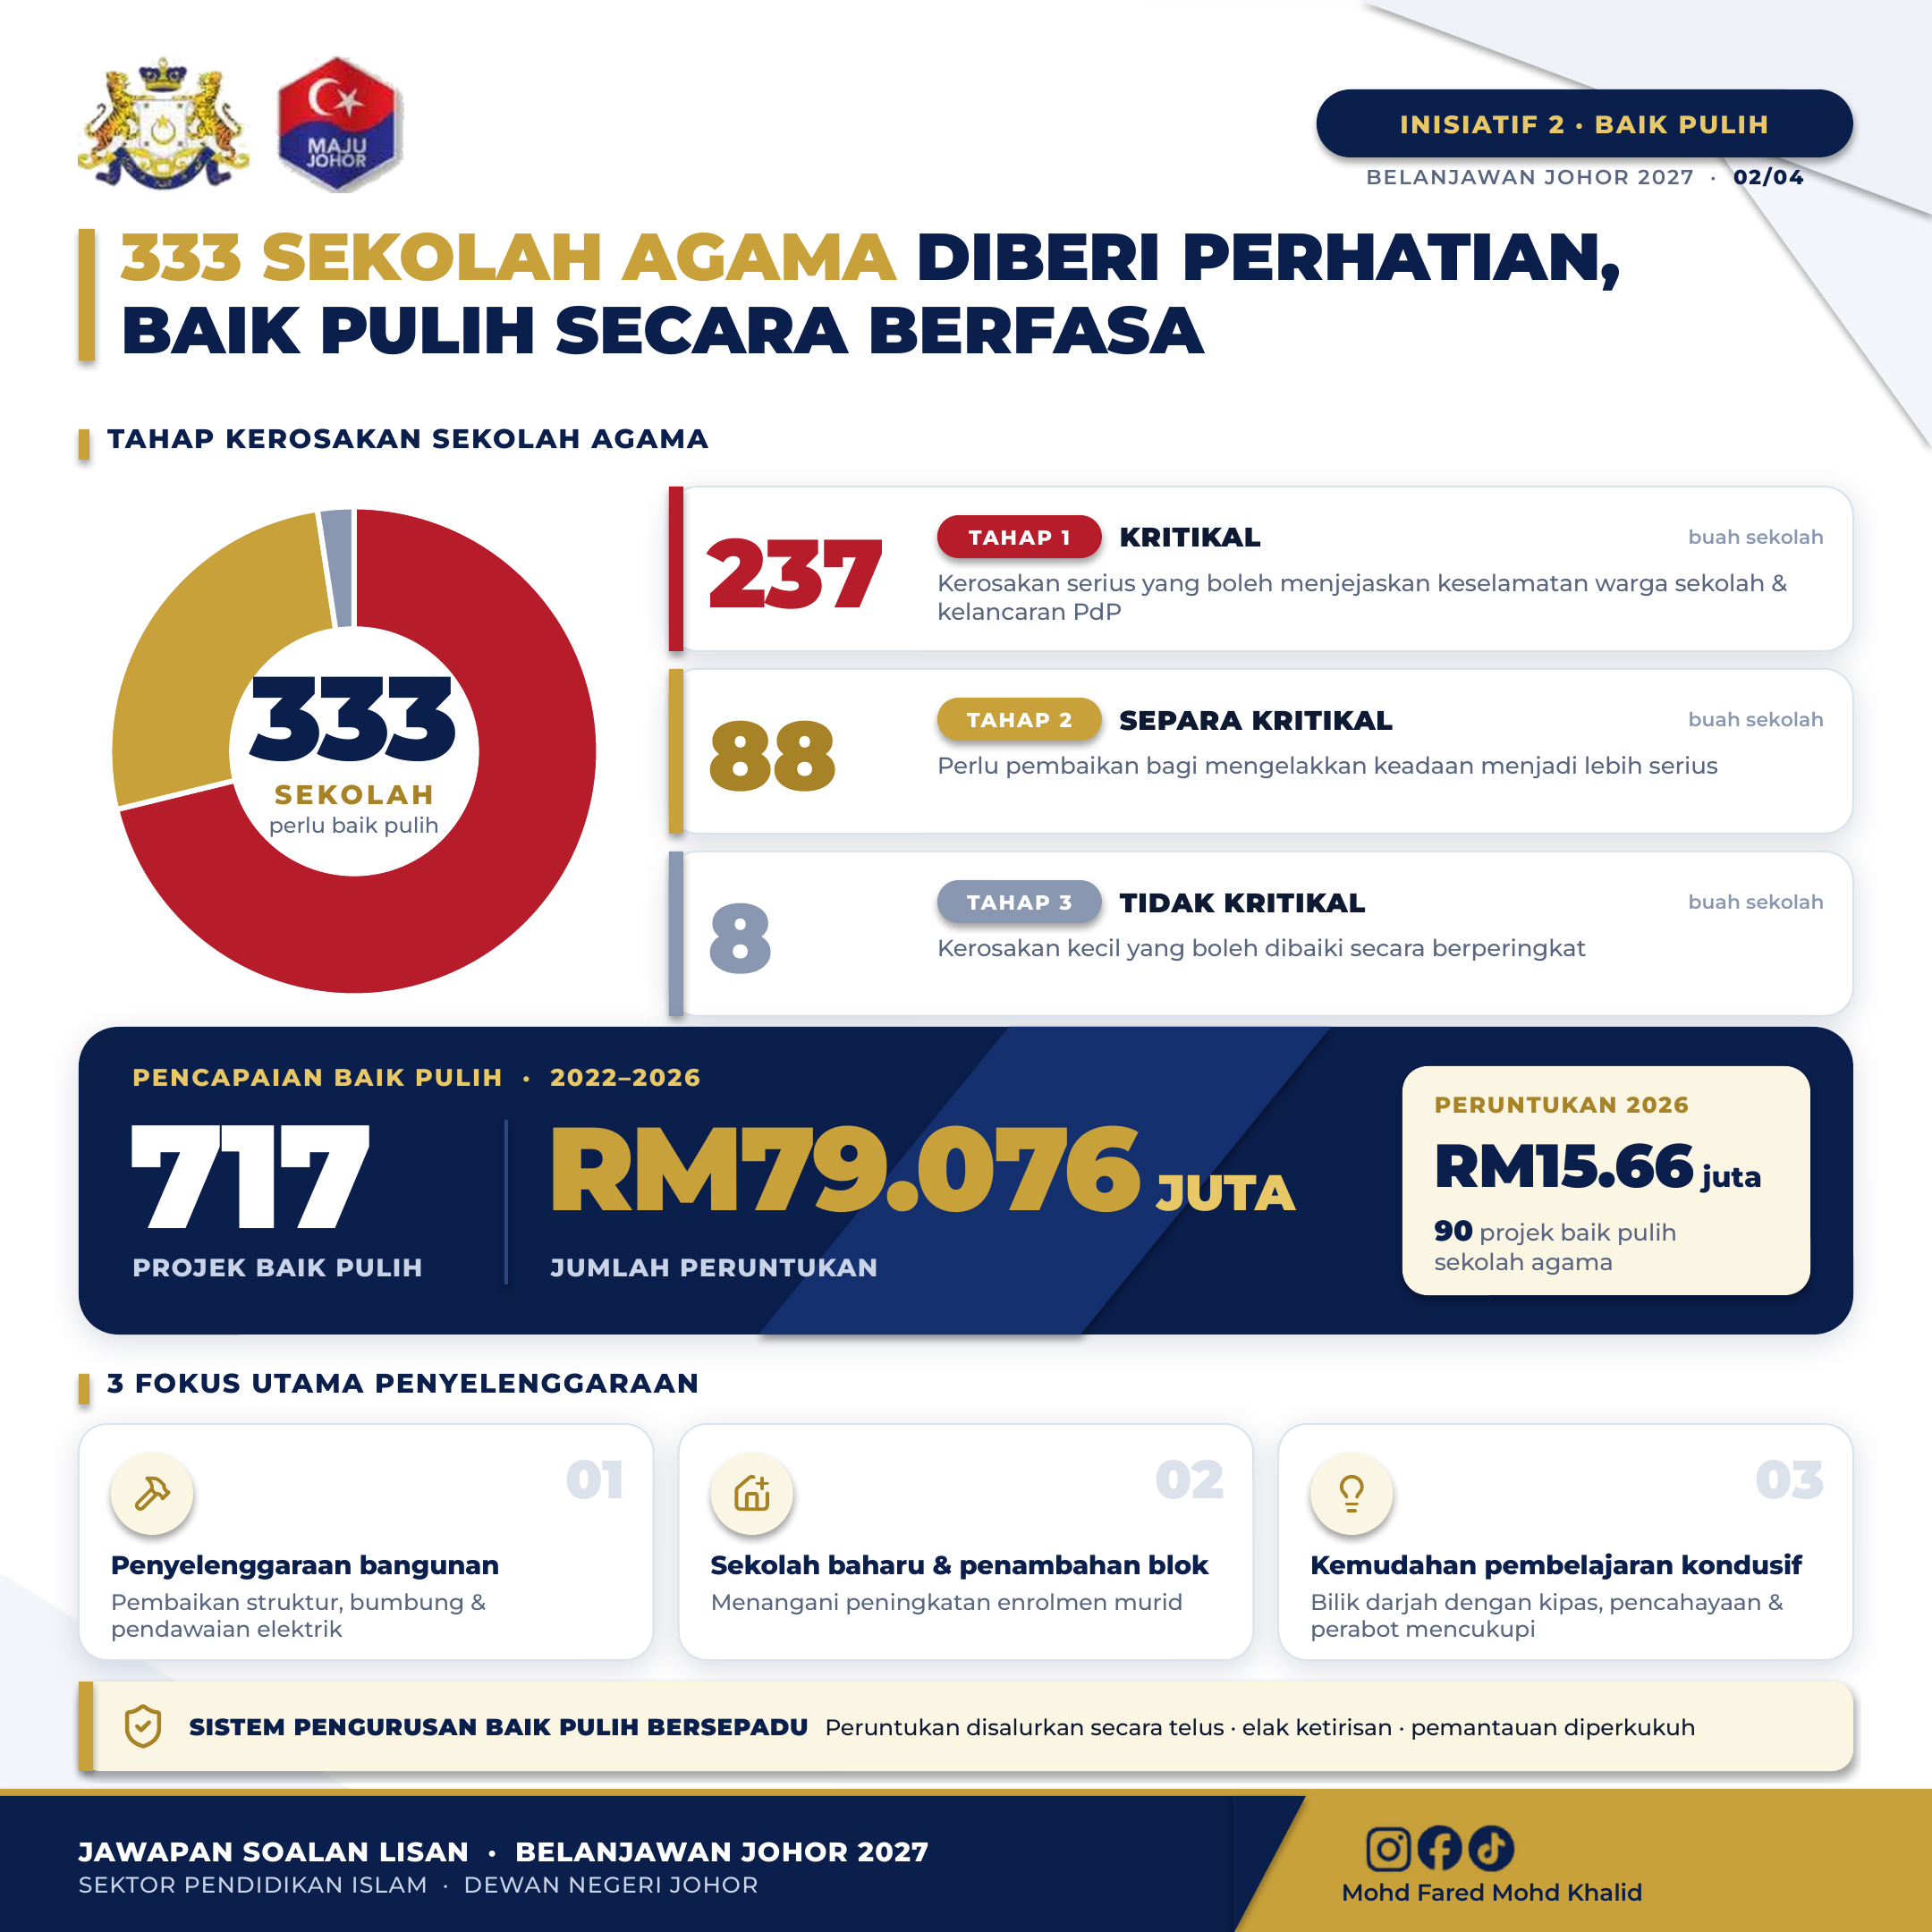 MAJU
JOHOR
INISIATIF 2 · BAIK PULIH
BELANJAWAN JOHOR 2027 · 02/04
333 SEKOLAH AGAMA DIBERI PERHATIAN,
BAIK PULIH SECARA BERFASA
TAHAP KEROSAKAN SEKOLAH AGAMA
333
SEKOLAH
perlu baik pulih
237
TAHAP 1 KRITIKAL buah sekolah
Kerosakan serius yang boleh menjejaskan keselamatan warga sekolah &
kelancaran PdP
88
TAHAP 2 SEPARA KRITIKAL buah sekolah
Perlu pembaikan bagi mengelakkan keadaan menjadi lebih serius
8
TAHAP 3 TIDAK KRITIKAL buah sekolah
Kerosakan kecil yang boleh dibaiki secara berperingkat
PENCAPAIAN BAIK PULIH · 2022–2026
717
PROJEK BAIK PULIH
RM79.076 JUTA
JUMLAH PERUNTUKAN
PERUNTUKAN 2026
RM15.66 juta
90 projek baik pulih
sekolah agama
3 FOKUS UTAMA PENYELENGGARAAN
01
Penyelenggaraan bangunan
Pembaikan struktur, bumbung &
pendawaian elektrik
02
Sekolah baharu & penambahan blok
Menangani peningkatan enrolmen murid
03
Kemudahan pembelajaran kondusif
Bilik darjah dengan kipas, pencahayaan &
perabot mencukupi
SISTEM PENGURUSAN BAIK PULIH BERSEPADU Peruntukan disalurkan secara telus · elak ketirisan · pemantauan diperkukuh
JAWAPAN SOALAN LISAN · BELANJAWAN JOHOR 2027
SEKTOR PENDIDIKAN ISLAM · DEWAN NEGERI JOHOR
Mohd Fared Mohd Khalid